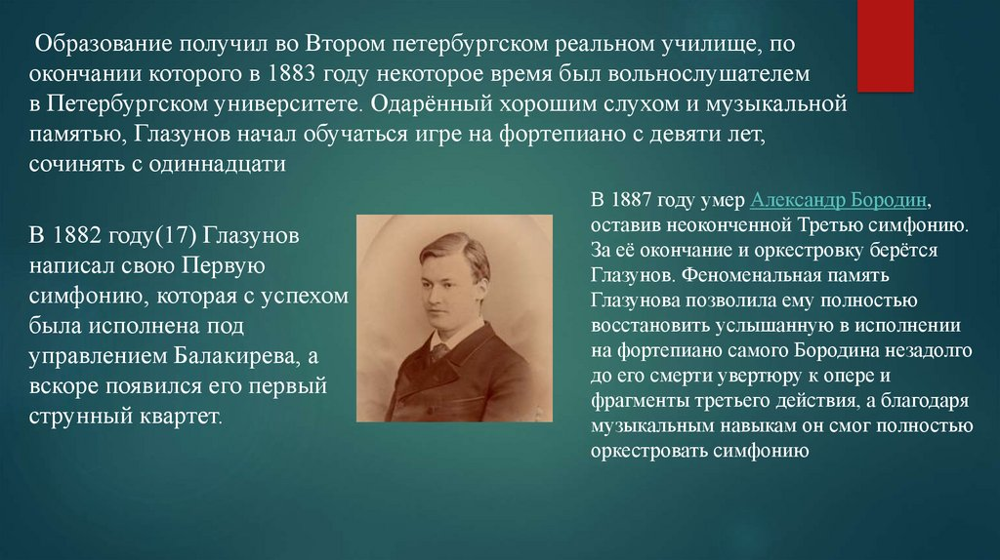 Образование получил во Втором петербургском реальном училище, по
окончании которого в 1883 году некоторое время был вольнослушателем
в Петербургском университете. Одарённый хорошим слухом и музыкальной
памятью, Глазунов начал обучаться игре на фортепиано с девяти лет,
сочинять с одиннадцати
В 1882 году(17) Глазунов
написал свою Первую
симфонию, которая с успехом
была исполнена под
управлением Балакирева, а
вскоре появился его первый
струнный квартет.
В 1887 году умер Александр Бородин,
оставив неоконченной Третью симфонию.
За её окончание и оркестровку берётся
Глазунов. Феноменальная память
Глазунова позволила ему полностью
восстановить услышанную в исполнении
на фортепиано самого Бородина незадолго
до его смерти увертюру к опере и
фрагменты третьего действия, а благодаря
музыкальным навыкам он смог полностью
оркестровать симфонию